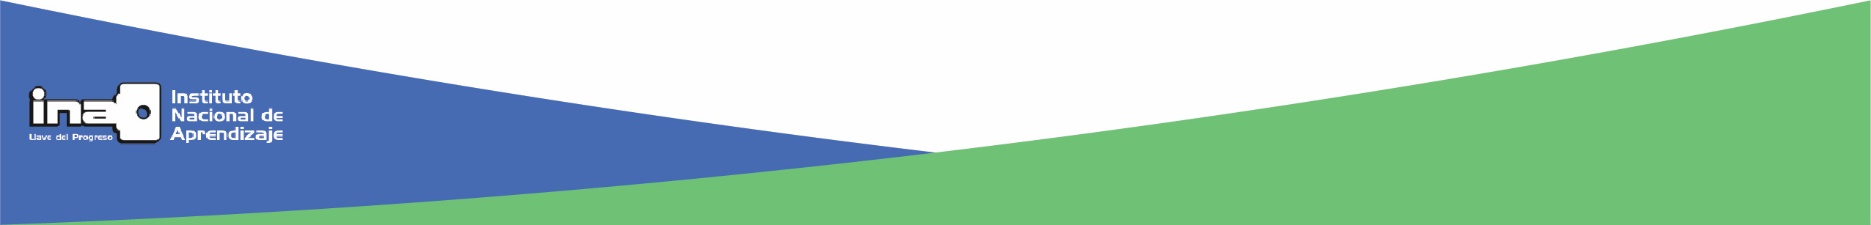 ina
Llave del Progreso
Instituto
Nacional de
Aprendizaje